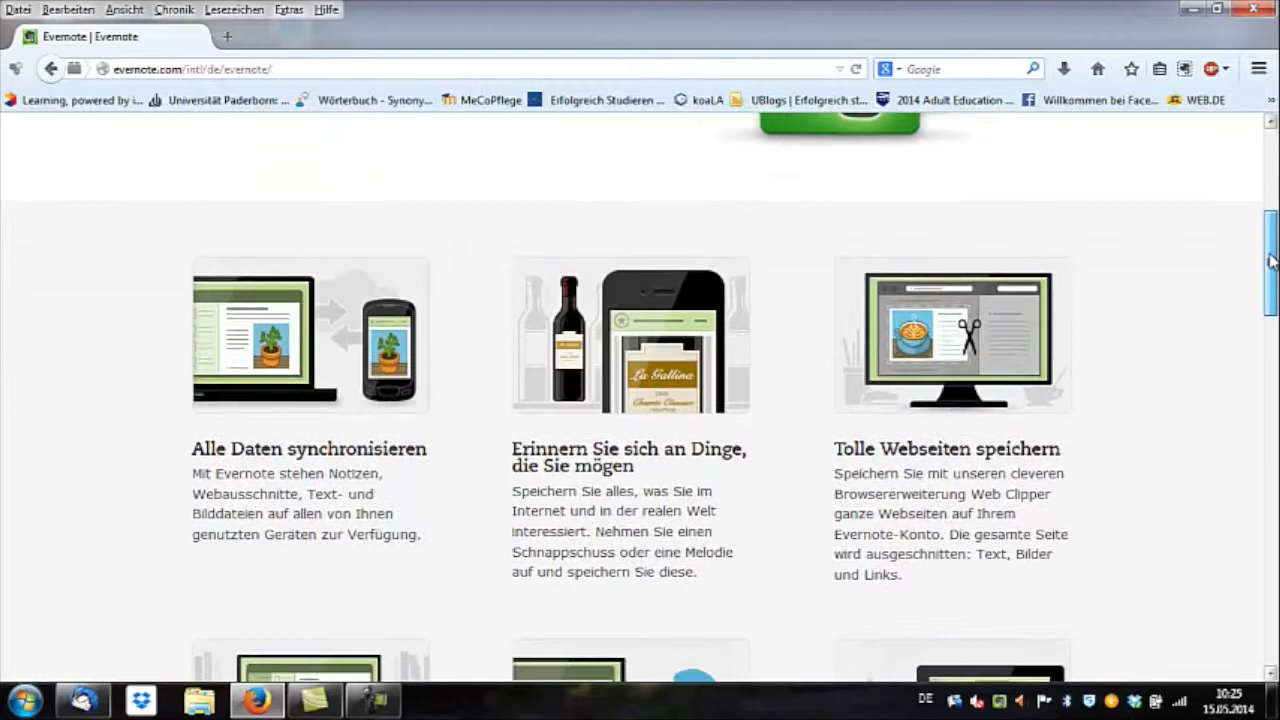 Datei Bearbeiten Ansicht Chronik Lesezeichen Extras Hilfe
Evernote | Evernote
evernote.com/intl/de/evernote/
Google
Learning, powered by i... Universität Paderborn: ... Wörterbuch - Synony... MeCoPflege Erfolgreich Studieren ... koaLA UBlogs | Erfolgreich st... 2014 Adult Education ... Willkommen bei Face... WEB.DE »
La Gallina
Alle Daten synchronisieren
Mit Evernote stehen Notizen,
Webausschnitte, Text- und
Bilddateien auf allen von Ihnen
genutzten Geräten zur Verfügung.
Erinnern Sie sich an Dinge,
die Sie mögen
Speichern Sie alles, was Sie im
Internet und in der realen Welt
interessiert. Nehmen Sie einen
Schnappschuss oder eine Melodie
auf und speichern Sie diese.
Tolle Webseiten speichern
Speichern Sie mit unseren cleveren
Browsererweiterung Web Clipper
ganze Webseiten auf Ihrem
Evernote-Konto. Die gesamte Seite
wird ausgeschnitten: Text, Bilder
und Links.
DE
10:25
15.05.2014